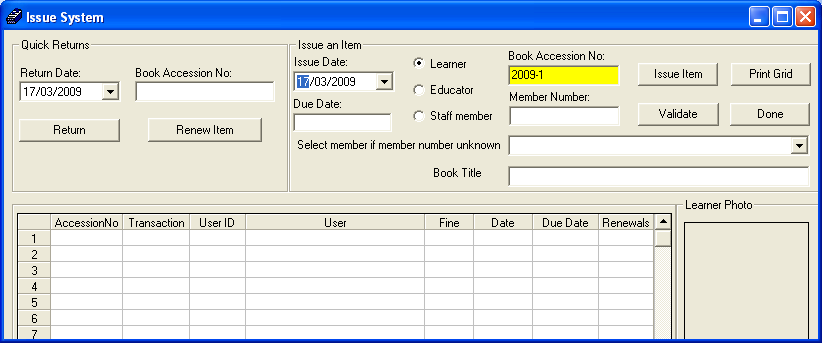 Issue System
Quick Returns
Return Date:
Book Accession No:
17/03/2009
Return
Renew Item
Issue an Item
Issue Date:
17/03/2009
Due Date:
Learner
Educator
Staff member
Book Accession No:
2009-1
Member Number:
Issue Item
Print Grid
Validate
Done
Select member if member number unknown
Book Title
AccessionNo Transaction User ID User Fine Date Due Date Renewals
1
2
3
4
5
6
7
Learner Photo